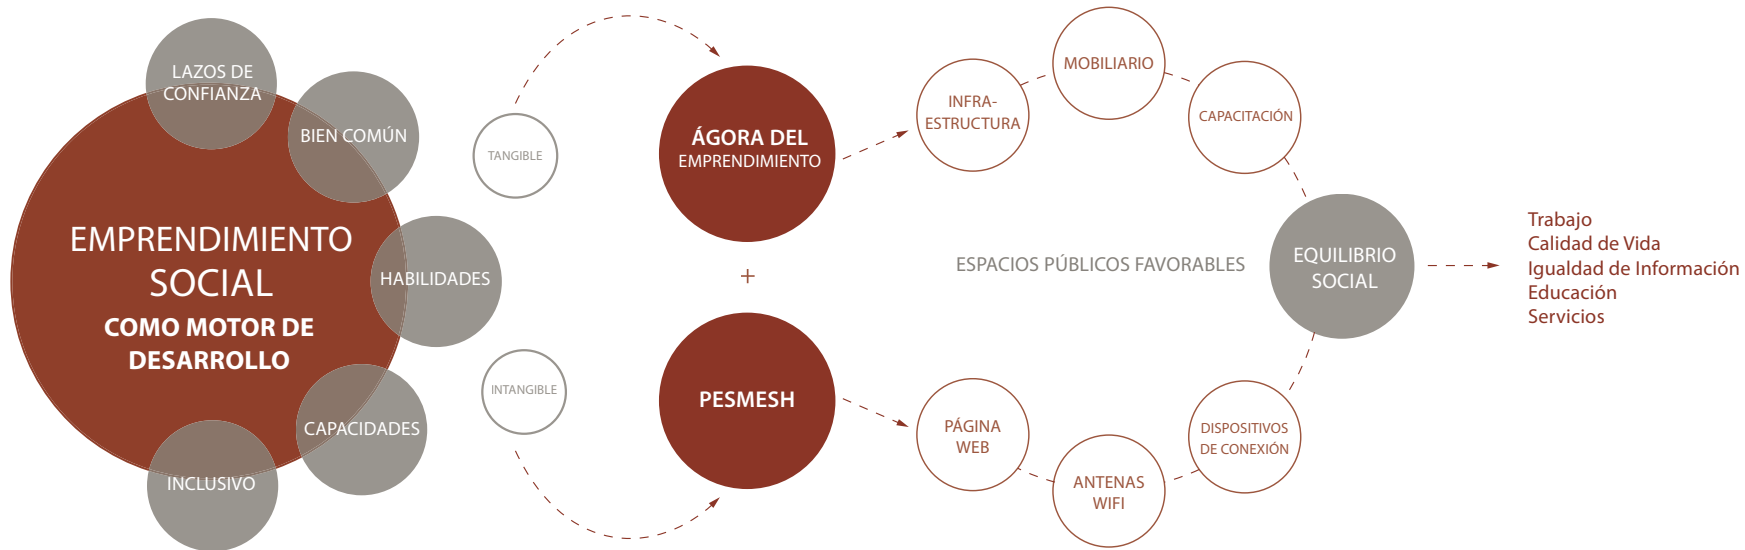 LAZOS DE
CONFIANZA
BIEN COMÚN
EMPRENDIMIENTO
SOCIAL
COMO MOTOR DE
DESARROLLO
HABILIDADES
CAPACIDADES
INCLUSIVO
TANGIBLE
INTANGIBLE
ÁGORA DEL
EMPRENDIMIENTO
+
PESMESH
INFRA-
ESTRUCTURA
MOBILIARIO
CAPACITACIÓN
ESPACIOS PÚBLICOS FAVORABLES
EQUILIBRIO
SOCIAL
PÁGINA
WEB
ANTENAS
WIFI
DISPOSITIVOS
DE CONEXIÓN
Trabajo
Calidad de Vida
Igualdad de Información
Educación
Servicios